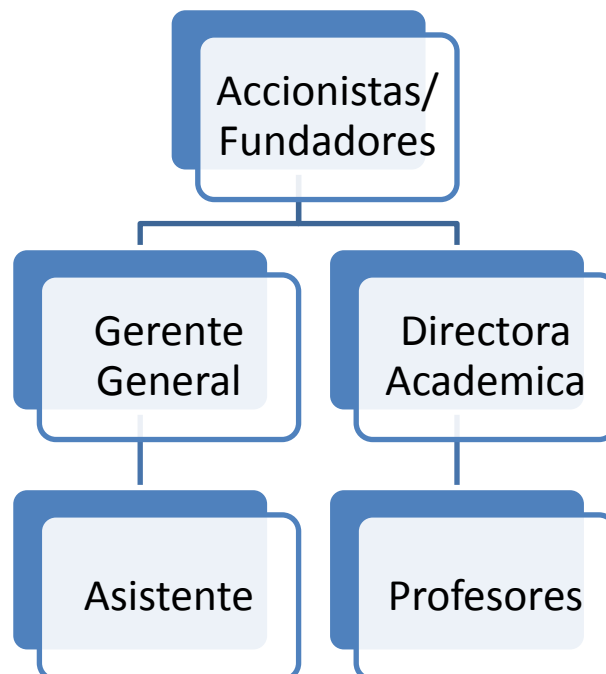 Accionistas/
Fundadores
Gerente
General
Directora
Academica
Asistente
Profesores